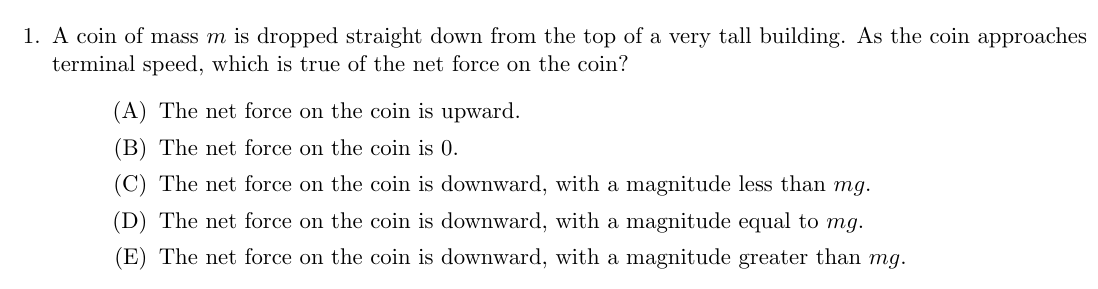 1. A coin of mass m is dropped straight down from the top of a very tall building. As the coin approaches
terminal speed, which is true of the net force on the coin?
(A) The net force on the coin is upward.
(B) The net force on the coin is 0.
(C) The net force on the coin is downward, with a magnitude less than mg.
(D) The net force on the coin is downward, with a magnitude equal to mg.
(E) The net force on the coin is downward, with a magnitude greater than mg.